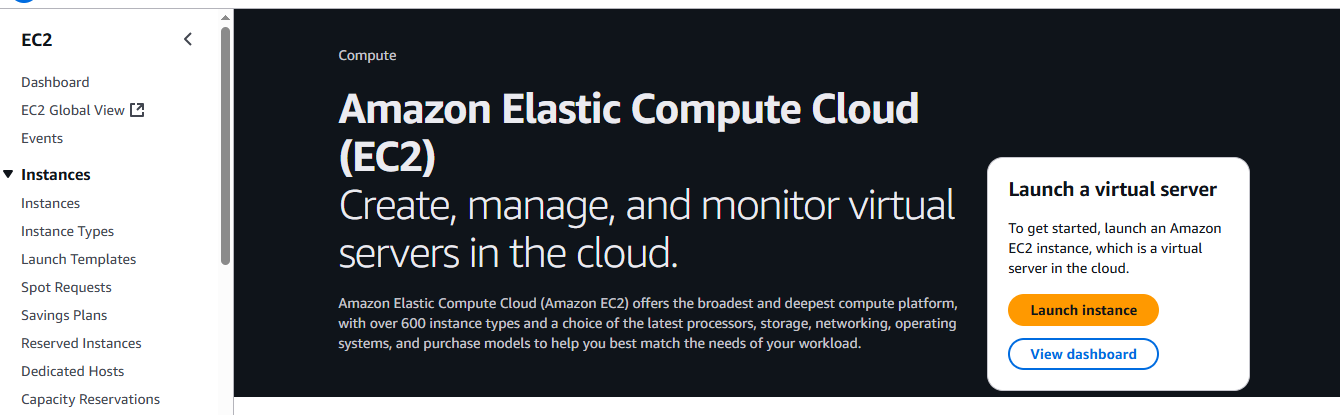 EC2
Dashboard
EC2 Global View
Events
Instances
Instances
Instance Types
Launch Templates
Spot Requests
Savings Plans
Reserved Instances
Dedicated Hosts
Capacity Reservations
Compute
Amazon Elastic Compute Cloud
(EC2)
Create, manage, and monitor virtual
servers in the cloud.
Amazon Elastic Compute Cloud (Amazon EC2) offers the broadest and deepest compute platform,
with over 600 instance types and a choice of the latest processors, storage, networking, operating
systems, and purchase models to help you best match the needs of your workload.
Launch a virtual server
To get started, launch an Amazon
EC2 instance, which is a virtual
server in the cloud.
Launch instance
View dashboard